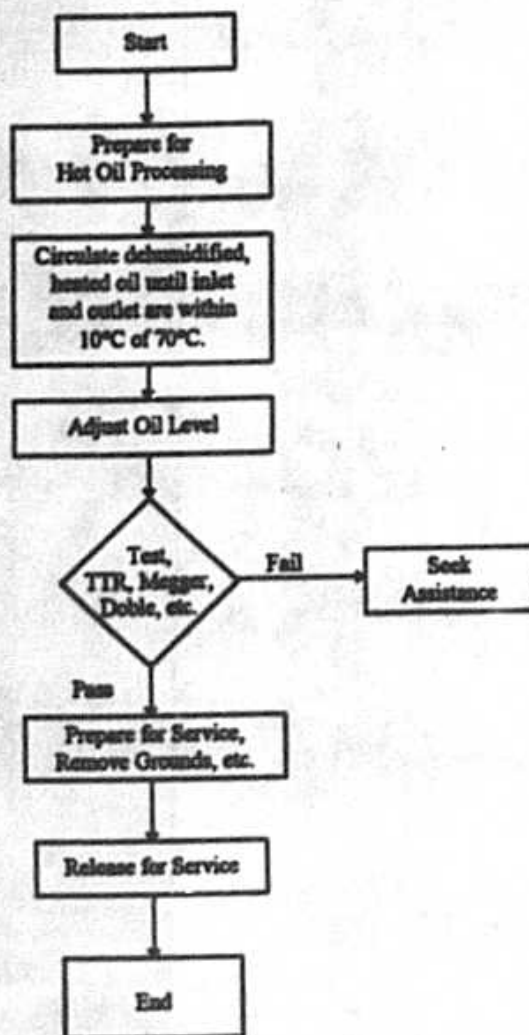 Start
Prepare for
Hot Oil Processing
Circulate dehumidified,
heated oil until inlet
and outlet are within
10°C of 70°C.
Adjust Oil Level
Test,
TTR, Megger,
Doble, etc.
Fail
Seek
Assistance
Pass
Prepare for Service,
Remove Grounds, etc.
Release for Service
End